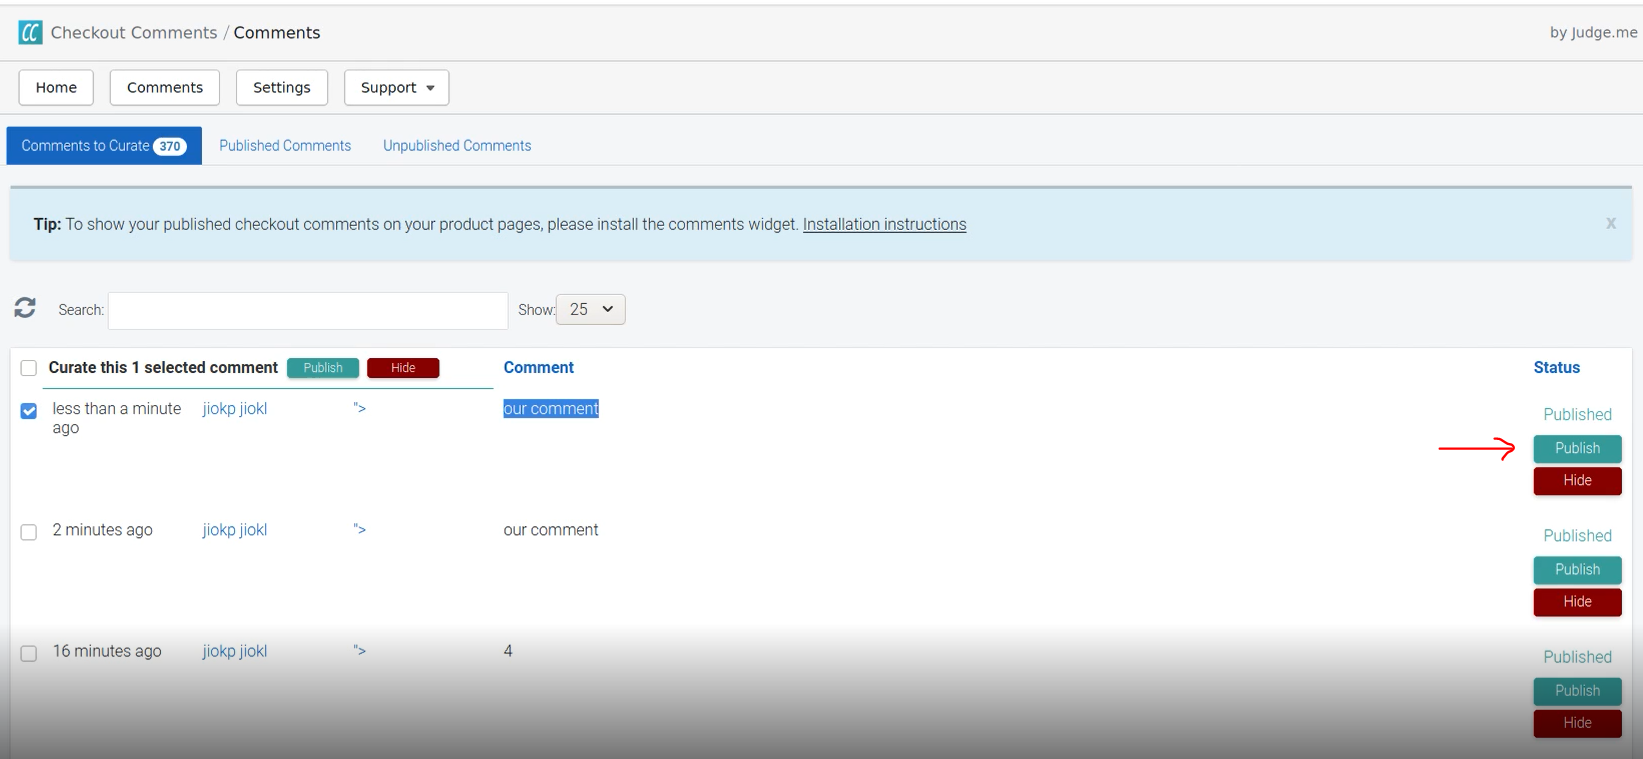 CC Checkout Comments / Comments
by Judge.me
Home Comments Settings Support
Comments to Curate 370 Published Comments Unpublished Comments
Tip: To show your published checkout comments on your product pages, please install the comments widget. Installation instructions x
Search: Show: 25
Curate this 1 selected comment Publish Hide Comment Status
less than a minute ago jiokp jiokl "> our comment Published
Publish
Hide
2 minutes ago jiokp jiokl "> our comment Published
Publish
Hide
16 minutes ago jiokp jiokl "> 4 Published
Publish
Hide